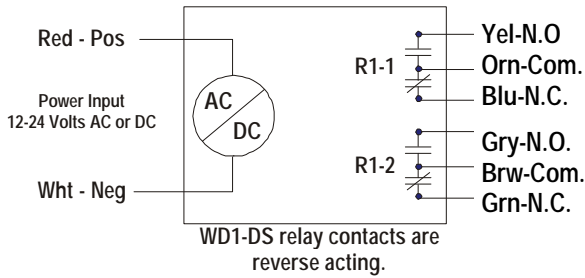 Red - Pos
Power Input
12-24 Volts AC or DC
Wht - Neg
AC
DC
R1-1
R1-2
Yel-N.O
Orn-Com.
Blu-N.C.
Gry-N.O.
Brw-Com.
Grn-N.C.
WD1-DS relay contacts are
reverse acting.